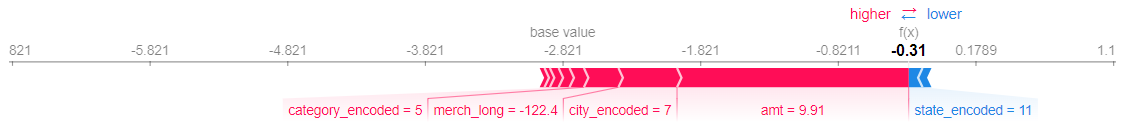 higher ⇄ lower
base value f(x)
821 -5.821 -4.821 -3.821 -2.821 -1.821 -0.8211 -0.31 0.1789 1.1
category_encoded = 5 merch_long = -122.4 city_encoded = 7 amt = 9.91 state_encoded = 11